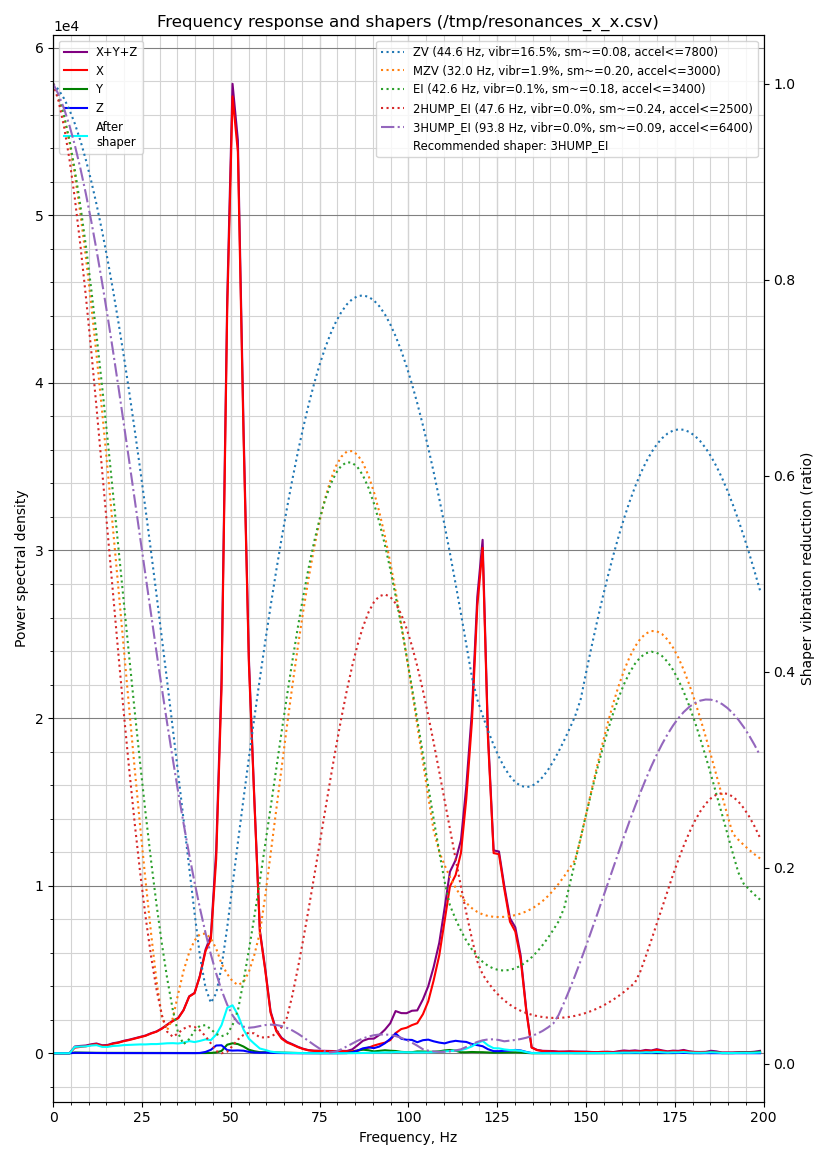 Frequency response and shapers (/tmp/resonances_x_x.csv)
1e4
X+Y+Z
X
Y
Z
After
shaper
ZV (44.6 Hz, vibr=16.5%, sm~=0.08, accel<=7800)
MZV (32.0 Hz, vibr=1.9%, sm~=0.20, accel<=3000)
EI (42.6 Hz, vibr=0.1%, sm~=0.18, accel<=3400)
2HUMP_EI (47.6 Hz, vibr=0.0%, sm~=0.24, accel<=2500)
3HUMP_EI (93.8 Hz, vibr=0.0%, sm~=0.09, accel<=6400)
Recommended shaper: 3HUMP_EI
6
5
4
3
2
1
0
Power spectral density
1.0
0.8
0.6
0.4
0.2
0.0
Shaper vibration reduction (ratio)
0 25 50 75 100 125 150 175 200
Frequency, Hz